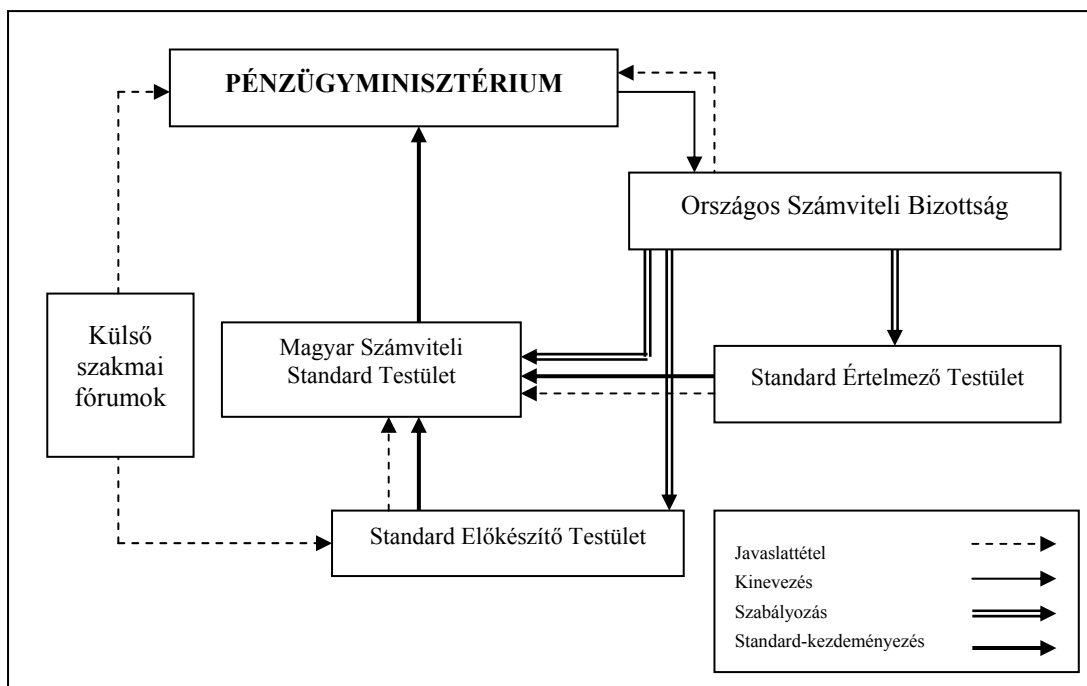 PÉNZÜGYMINISZTÉRIUM
Országos Számviteli Bizottság
Külső
szakmai
fórumok
Magyar Számviteli
Standard Testület
Standard Értelmező Testület
Standard Előkészítő Testület
Javaslattétel
Kinevezés
Szabályozás
Standard-kezdeményezés